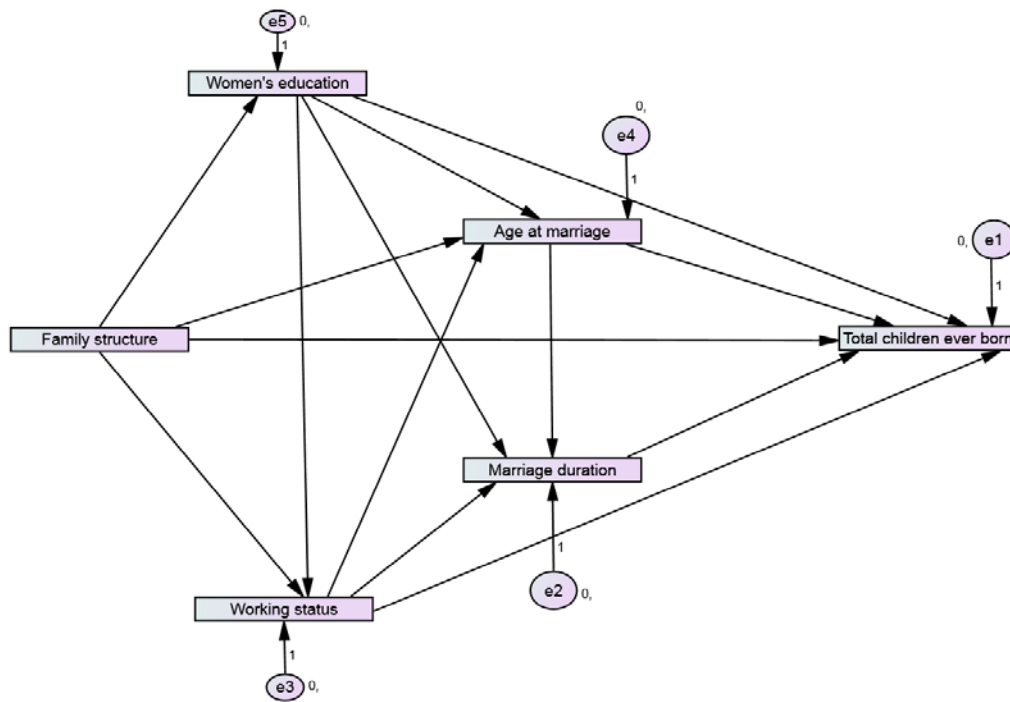 e5 0,
1
Women's education
0,
e4
1
Age at marriage
0, e1
1
Family structure
Total children ever born
Marriage duration
1
e2 0,
Working status
1
e3 0,